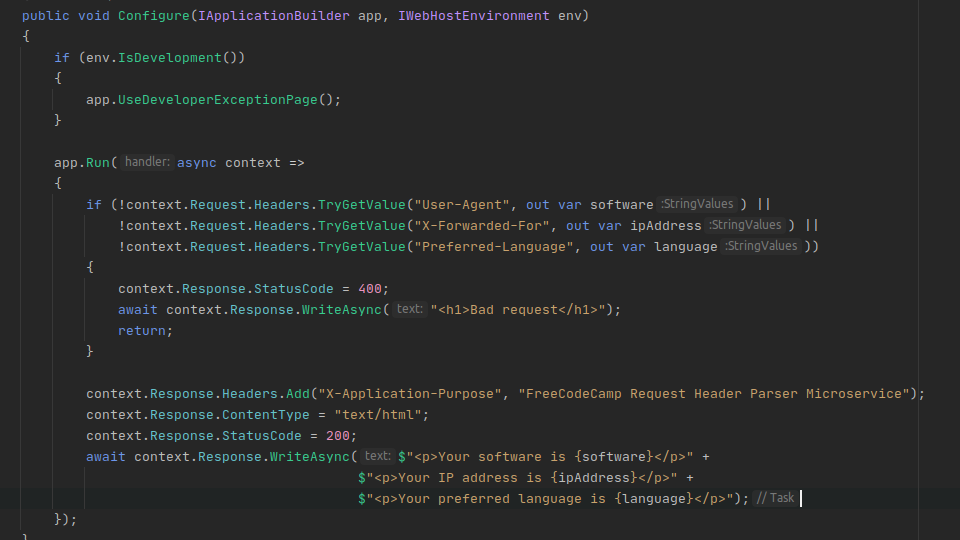 public void Configure(IApplicationBuilder app, IWebHostEnvironment env)
{
    if (env.IsDevelopment())
    {
        app.UseDeveloperExceptionPage();
    }

    app.Run( handler: async context =>
    {
        if (!context.Request.Headers.TryGetValue("User-Agent", out var software :StringValues ) ||
            !context.Request.Headers.TryGetValue("X-Forwarded-For", out var ipAddress :StringValues ) ||
            !context.Request.Headers.TryGetValue("Preferred-Language", out var language :StringValues ))
        {
            context.Response.StatusCode = 400;
            await context.Response.WriteAsync( text: "<h1>Bad request</h1>");
            return;
        }

        context.Response.Headers.Add("X-Application-Purpose", "FreeCodeCamp Request Header Parser Microservice");
        context.Response.ContentType = "text/html";
        context.Response.StatusCode = 200;
        await context.Response.WriteAsync( text: $"<p>Your software is {software}</p>" +
                                          $"<p>Your IP address is {ipAddress}</p>" +
                                          $"<p>Your preferred language is {language}</p>"); // Task
    });
}